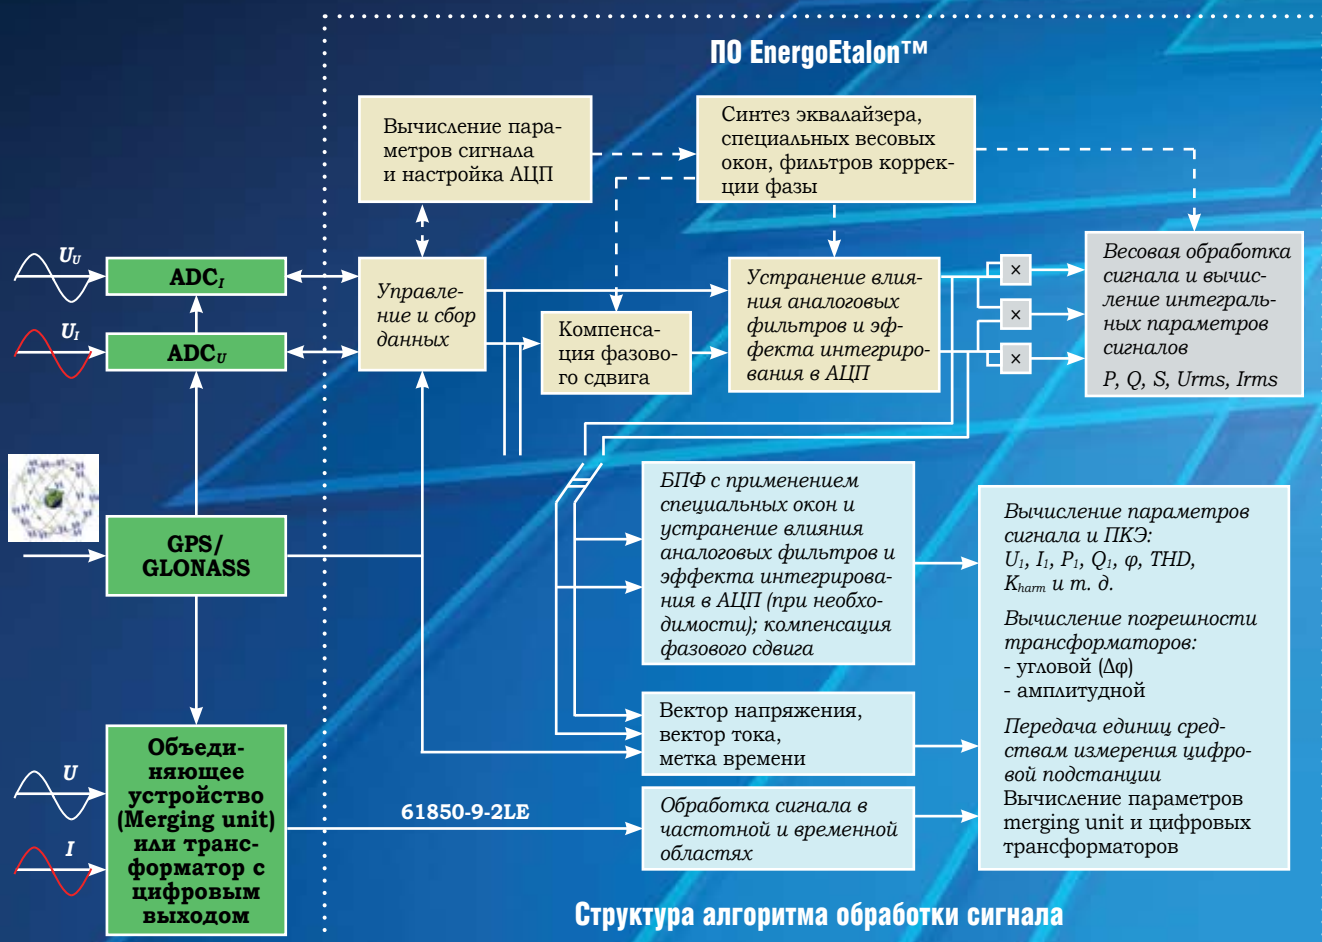 ПО EnergoEtalon™
Вычисление пара-
метров сигнала
и настройка АЦП
Синтез эквалайзера,
специальных весовых
окон, фильтров коррек-
ции фазы
U_U
ADC_I
U_I
ADC_U
Управле-
ние и сбор
данных
Компенса-
ция фазово-
го сдвига
Устранение влия-
ния аналоговых
фильтров и эф-
фекта интегриро-
вания в АЦП
×
×
×
Весовая обработка
сигнала и вычис-
ление интеграль-
ных параметров
сигналов
P, Q, S, Urms, Irms
GPS/
GLONASS
БПФ с применением
специальных окон и
устранение влияния
аналоговых фильтров и
эффекта интегрирова-
ния в АЦП (при необхо-
димости); компенсация
фазового сдвига
Вектор напряжения,
вектор тока,
метка времени
61850-9-2LE
Обработка сигнала в
частотной и временной
областях
Вычисление параметров
сигнала и ПКЭ:
U₁, I₁, P₁, Q₁, φ, THD,
K_harm и т. д.
Вычисление погрешности
трансформаторов:
- угловой (Δφ)
- амплитудной
Передача единиц сред-
ствам измерения цифро-
вой подстанции
Вычисление параметров
merging unit и цифровых
трансформаторов
U
I
Объеди-
няющее
устройство
(Merging unit)
или транс-
форматор с
цифровым
выходом
Структура алгоритма обработки сигнала